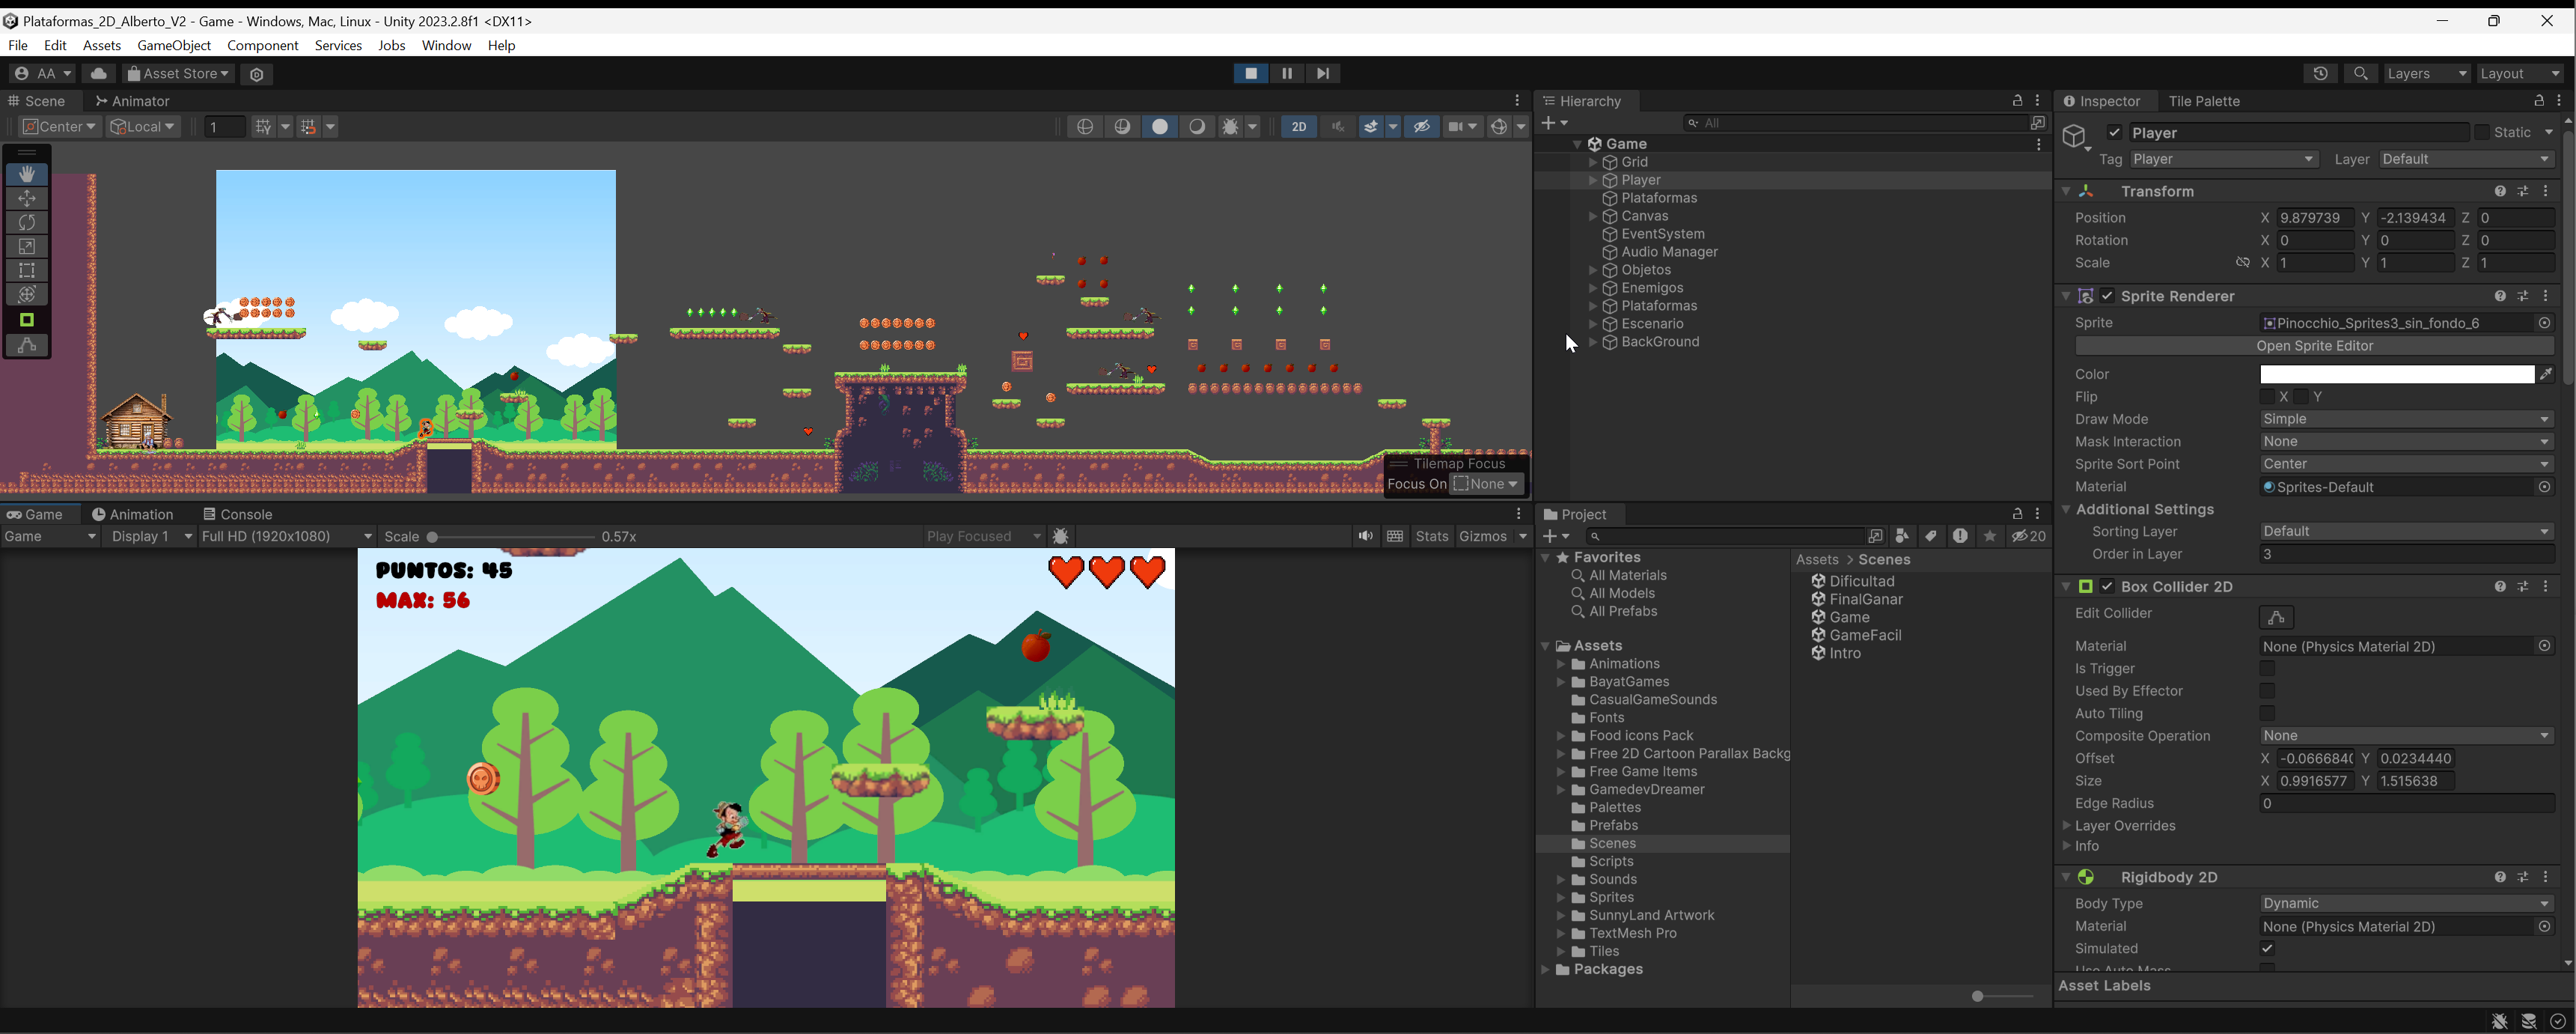 Plataformas_2D_Alberto_V2 - Game - Windows, Mac, Linux - Unity 2023.2.8f1 <DX11>
File Edit Assets GameObject Component Services Jobs Window Help
AA Asset Store Layers Layout
Scene Animator
Center Local 1 2D
Tilemap Focus
Focus On None
Game Animation Console
Game Display 1 Full HD (1920x1080) Scale 0.57x Play Focused Stats Gizmos
PUNTOS: 45
MAX: 56
Hierarchy
All
Game
Grid
Player
Plataformas
Canvas
EventSystem
Audio Manager
Objetos
Enemigos
Plataformas
Escenario
BackGround
Project
20
Favorites
All Materials
All Models
All Prefabs
Assets
Animations
BayatGames
CasualGameSounds
Fonts
Food icons Pack
Free 2D Cartoon Parallax Backg
Free Game Items
GamedevDreamer
Palettes
Prefabs
Scenes
Scripts
Sounds
Sprites
SunnyLand Artwork
TextMesh Pro
Tiles
Packages
Assets > Scenes
Dificultad
FinalGanar
Game
GameFacil
Intro
Inspector Tile Palette
Player Static
Tag Player Layer Default
Transform
Position X 9.879739 Y -2.139434 Z 0
Rotation X 0 Y 0 Z 0
Scale X 1 Y 1 Z 1
Sprite Renderer
Sprite Pinocchio_Sprites3_sin_fondo_6
Open Sprite Editor
Color
Flip X Y
Draw Mode Simple
Mask Interaction None
Sprite Sort Point Center
Material Sprites-Default
Additional Settings
Sorting Layer Default
Order in Layer 3
Box Collider 2D
Edit Collider
Material None (Physics Material 2D)
Is Trigger
Used By Effector
Auto Tiling
Composite Operation None
Offset X -0.066684( Y 0.0234440
Size X 0.9916577 Y 1.515638
Edge Radius 0
Layer Overrides
Info
Rigidbody 2D
Body Type Dynamic
Material None (Physics Material 2D)
Simulated
Use Auto Mass
Asset Labels